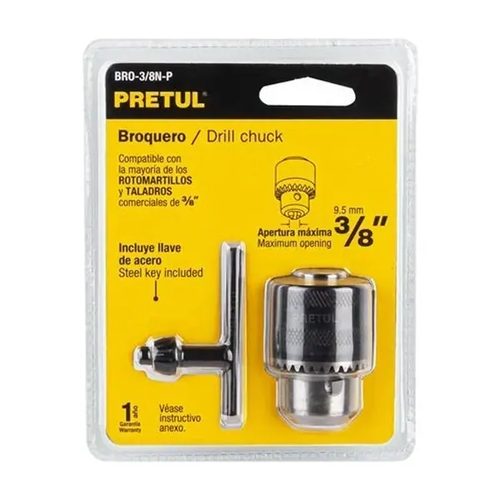 BRO-3/8N-P
PRETUL®
Broquero / Drill chuck
Compatible con
la mayoría de los
ROTOMARTILLOS
y TALADROS
comerciales de 3/8"
9.5 mm
3/8"
Apertura máxima
Maximum opening
Incluye llave
de acero
Steel key included
PRETUL
1 año
Garantía
Warranty
Véase
instructivo
anexo.